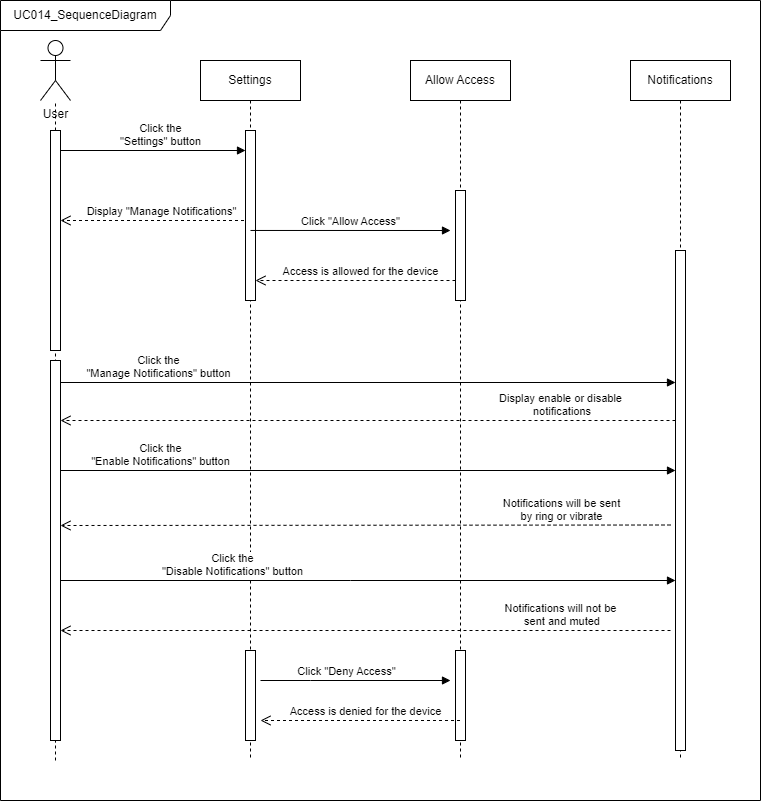 UC014_SequenceDiagram
User
Settings
Allow Access
Notifications
Click the
"Settings" button
Display "Manage Notifications"
Click "Allow Access"
Access is allowed for the device
Click the
"Manage Notifications" button
Display enable or disable
notifications
Click the
"Enable Notifications" button
Notifications will be sent
by ring or vibrate
Click the
"Disable Notifications" button
Notifications will not be
sent and muted
Click "Deny Access"
Access is denied for the device